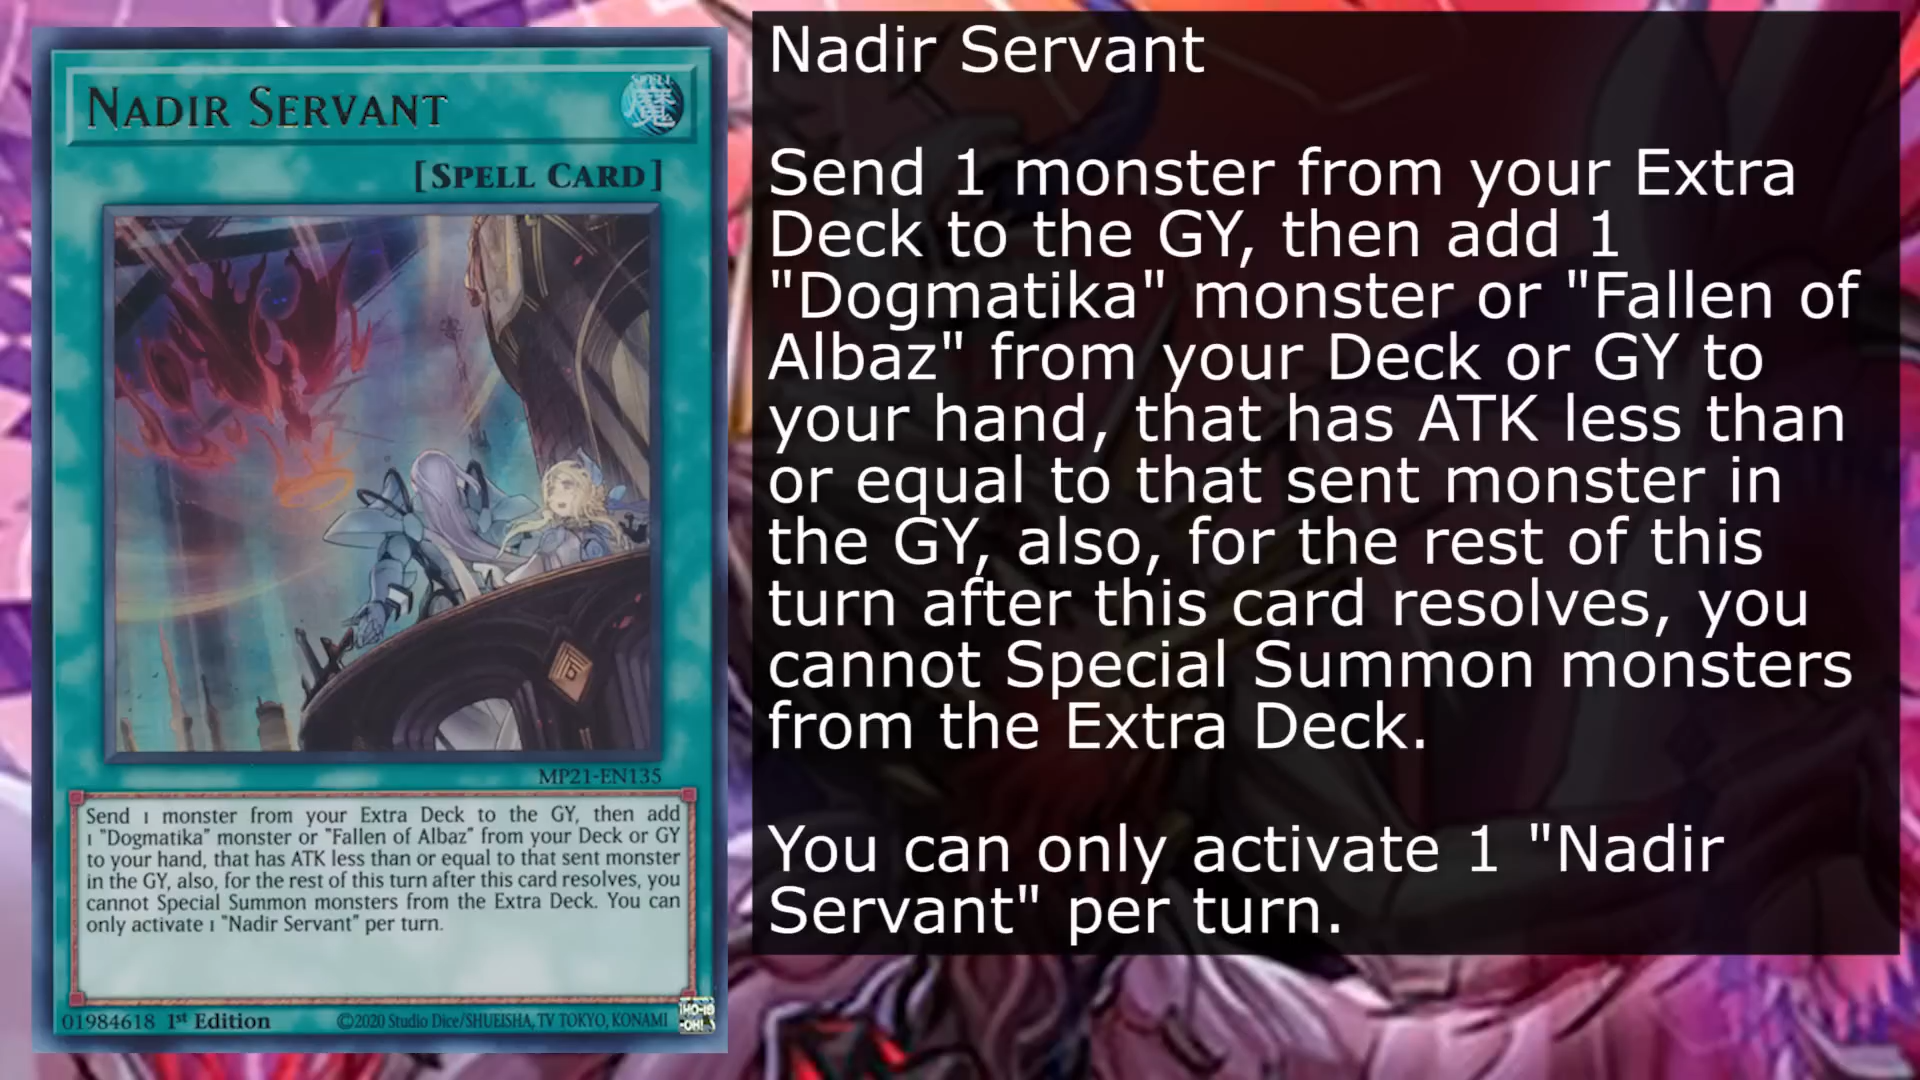 NADIR SERVANT
SPELL
魔
[SPELL CARD]
MP21-EN135
Send 1 monster from your Extra Deck to the GY, then add
1 "Dogmatika" monster or "Fallen of Albaz" from your Deck or GY
to your hand, that has ATK less than or equal to that sent monster
in the GY, also, for the rest of this turn after this card resolves, you
cannot Special Summon monsters from the Extra Deck. You can
only activate 1 "Nadir Servant" per turn.
01984618 1st Edition
©2020 Studio Dice/SHUEISHA, TV TOKYO, KONAMI
Nadir Servant
Send 1 monster from your Extra
Deck to the GY, then add 1
"Dogmatika" monster or "Fallen of
Albaz" from your Deck or GY to
your hand, that has ATK less than
or equal to that sent monster in
the GY, also, for the rest of this
turn after this card resolves, you
cannot Special Summon monsters
from the Extra Deck.
You can only activate 1 "Nadir
Servant" per turn.